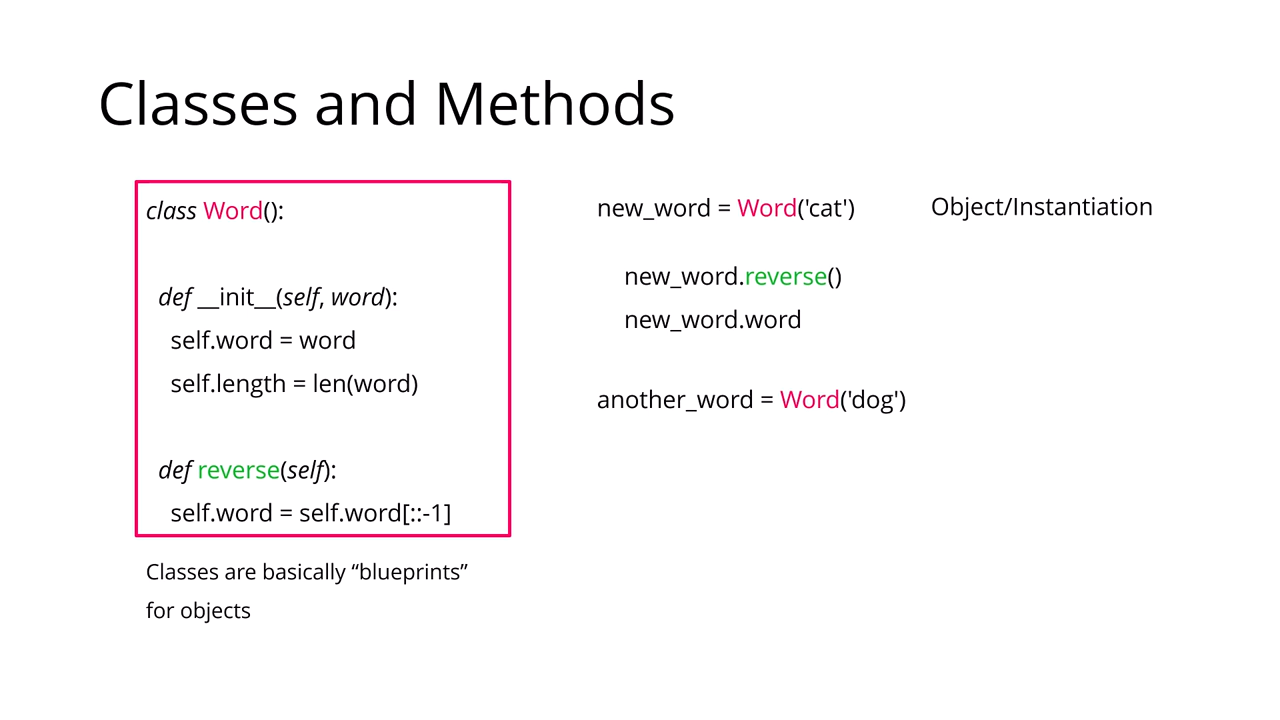 Classes and Methods
class Word():
def __init__(self, word):
self.word = word
self.length = len(word)
def reverse(self):
self.word = self.word[::-1]
Classes are basically “blueprints”
for objects
new_word = Word('cat')
Object/Instantiation
new_word.reverse()
new_word.word
another_word = Word('dog')